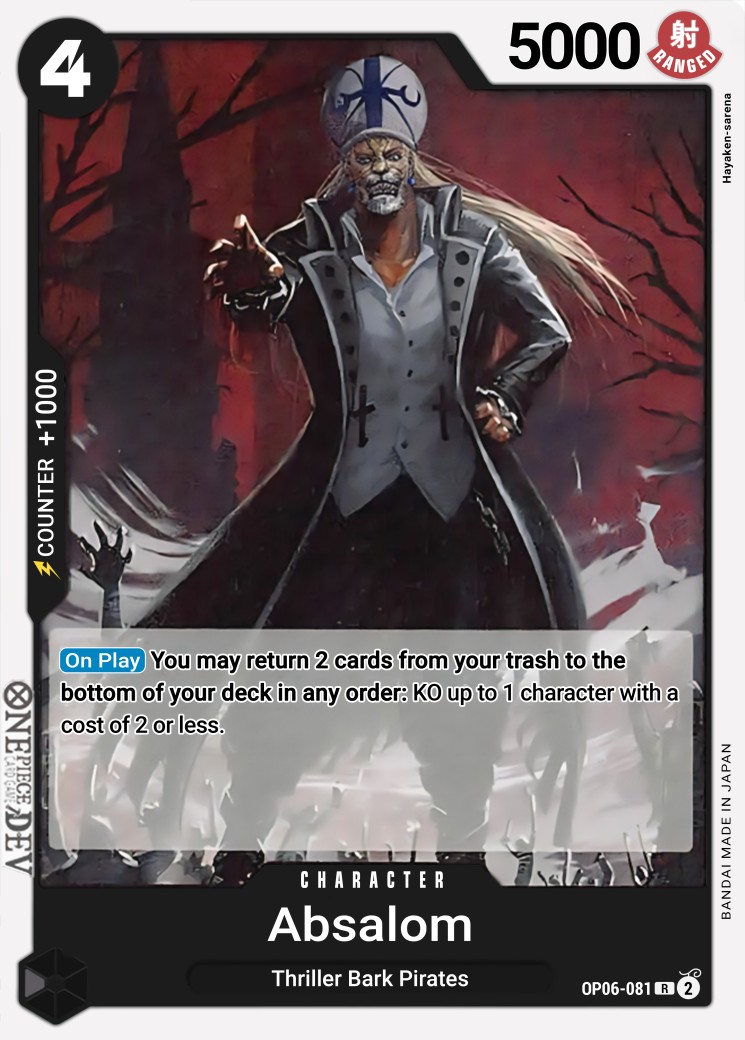 4
5000
射
RANGED
Hayaken-sarena
COUNTER +1000
On Play You may return 2 cards from your trash to the
bottom of your deck in any order: KO up to 1 character with a
cost of 2 or less.
ONE PIECE
CARD GAME
DEV
BANDAI MADE IN JAPAN
CHARACTER
Absalom
Thriller Bark Pirates
OP06-081 R 2